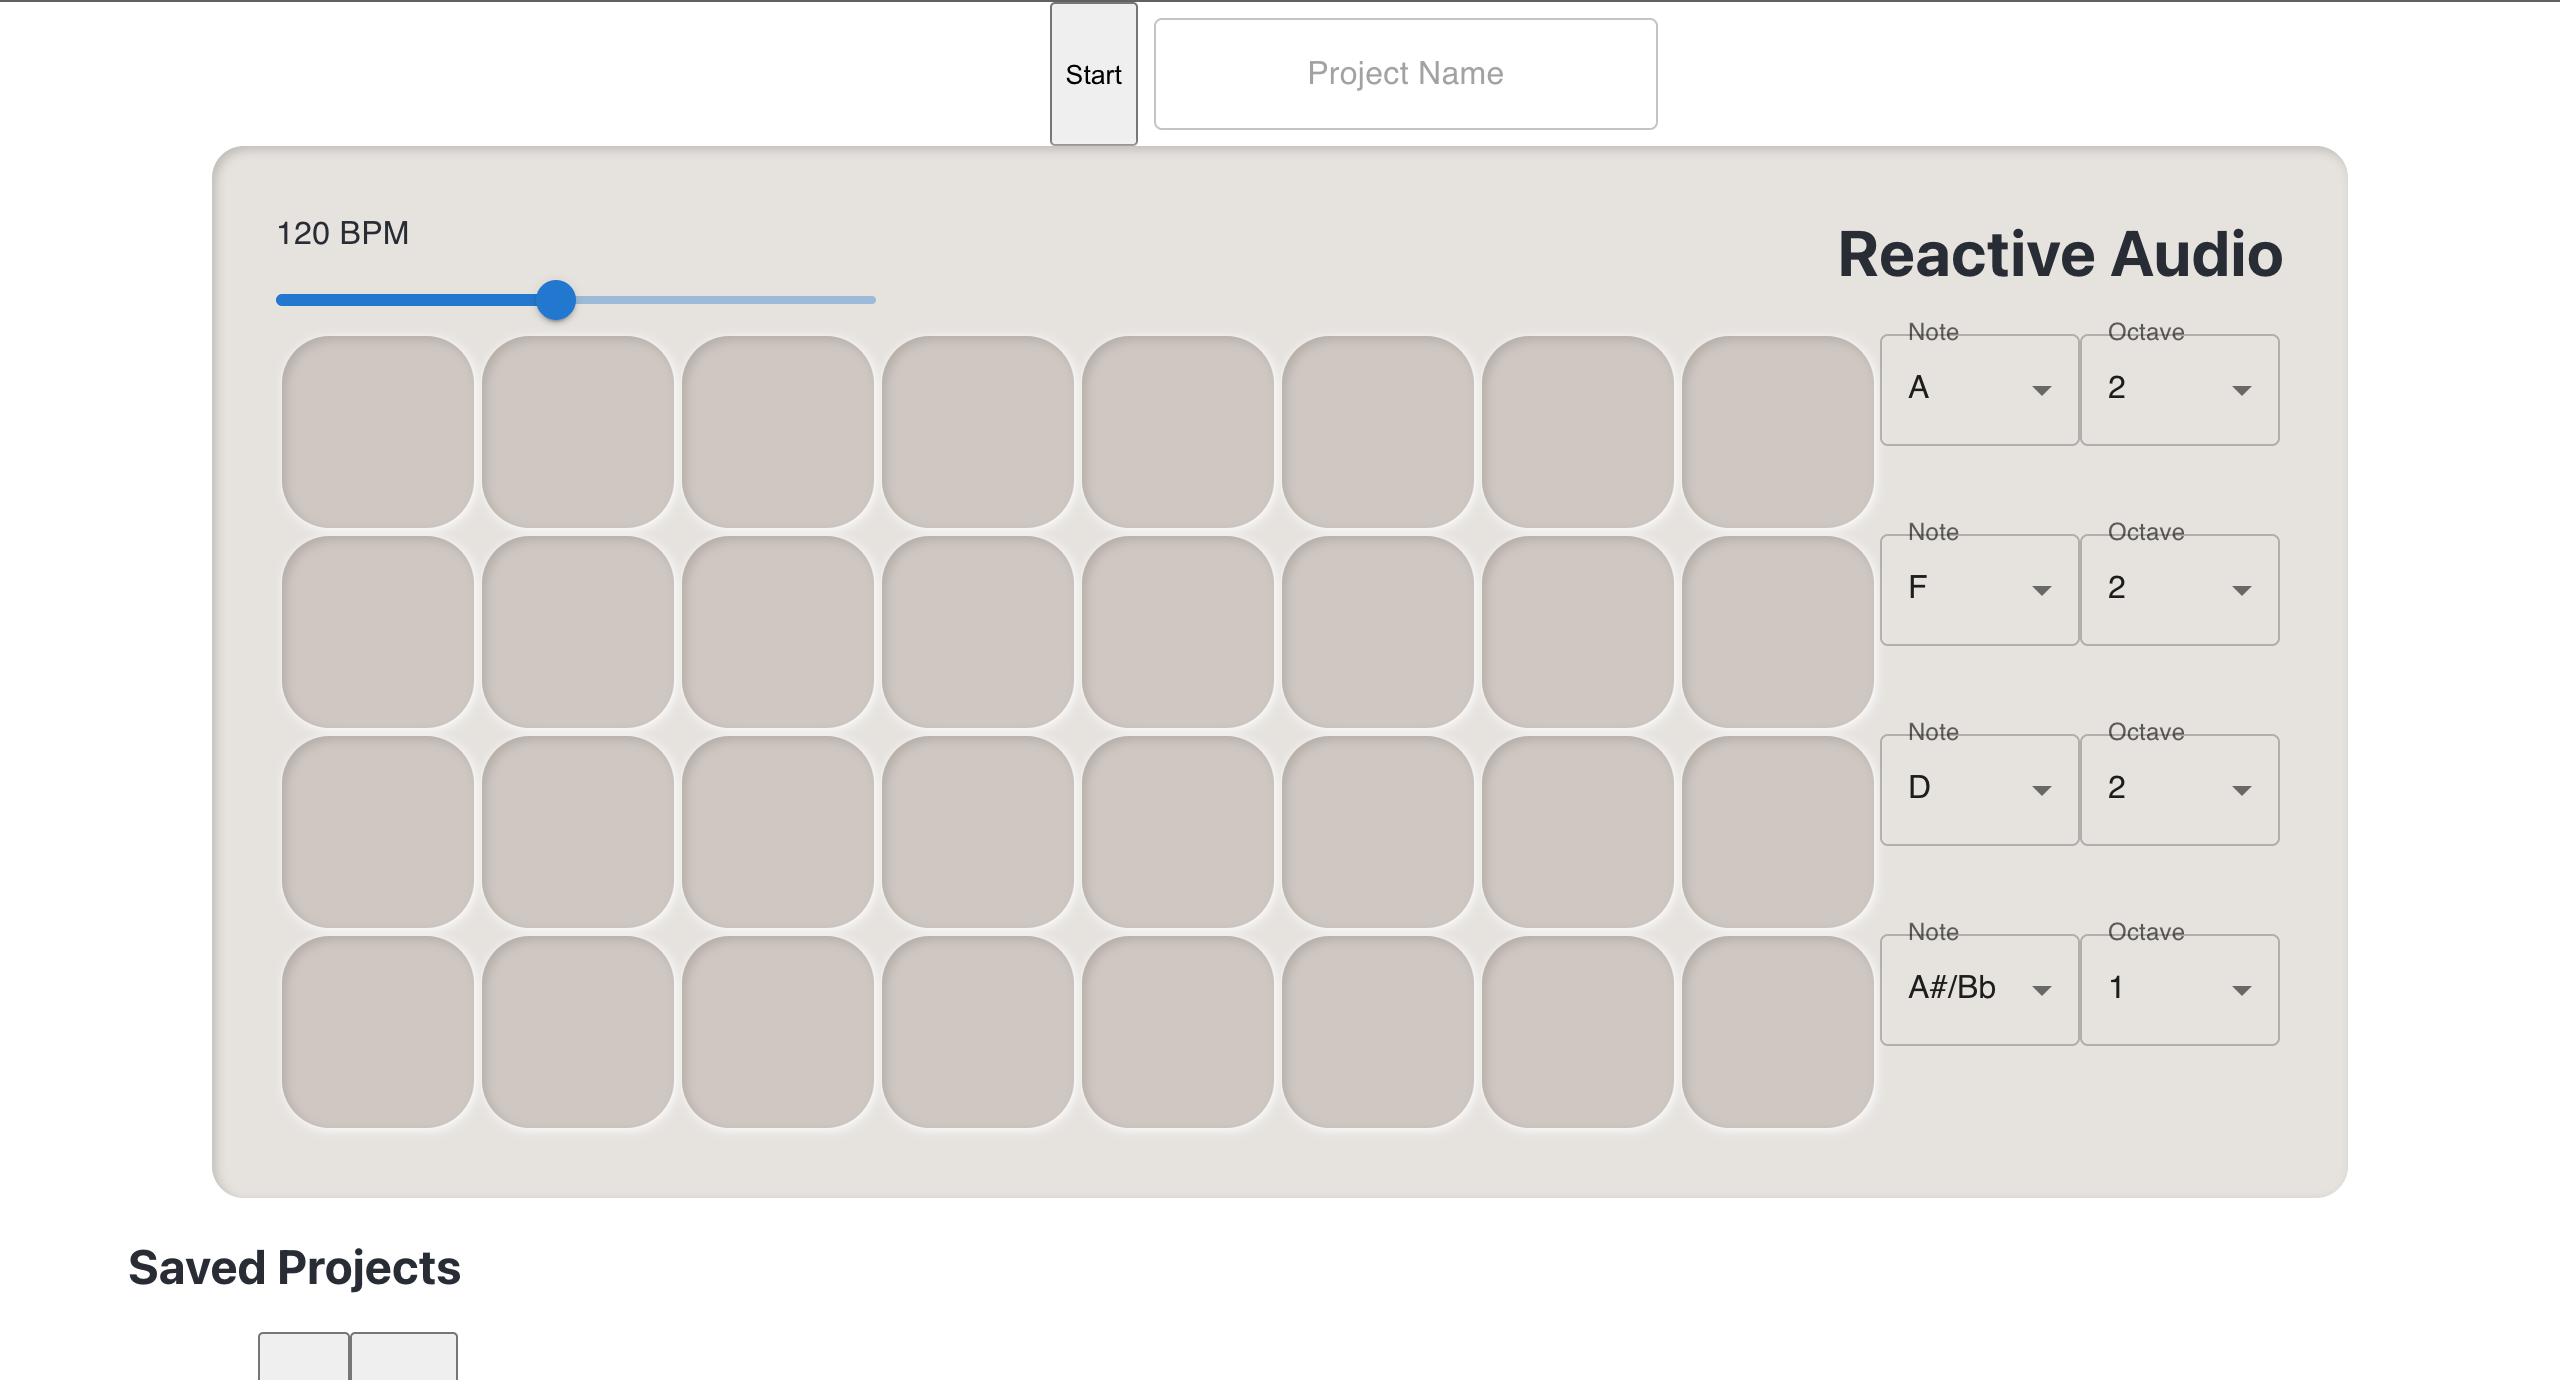 Start
Project Name
120 BPM
Reactive Audio
Note Octave
A 2
Note Octave
F 2
Note Octave
D 2
Note Octave
A#/Bb 1
Saved Projects